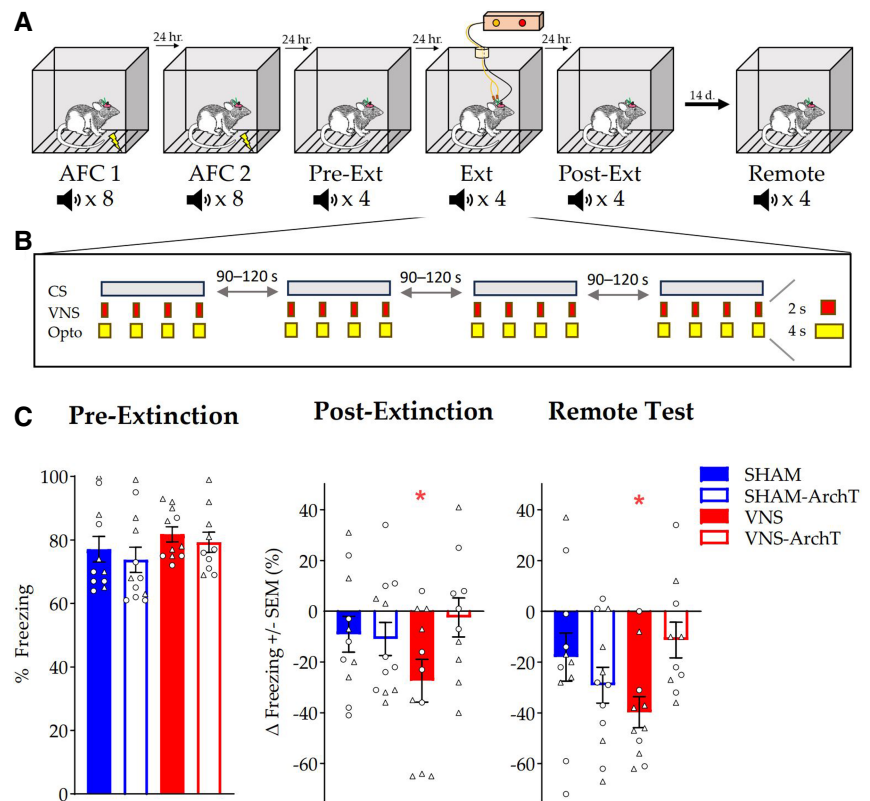 A
24 hr.
24 hr.
24 hr.
24 hr.
14 d.
AFC 1
AFC 2
Pre-Ext
Ext
Post-Ext
Remote
x 8
x 8
x 4
x 4
x 4
x 4
B
90–120 s
90–120 s
90–120 s
CS
VNS
Opto
2 s
4 s
C
Pre-Extinction
Post-Extinction
Remote Test
% Freezing
100
80
60
40
20
0
Δ Freezing +/- SEM (%)
40
20
0
-20
-40
-60
*
40
20
0
-20
-40
-60
*
SHAM
SHAM-ArchT
VNS
VNS-ArchT